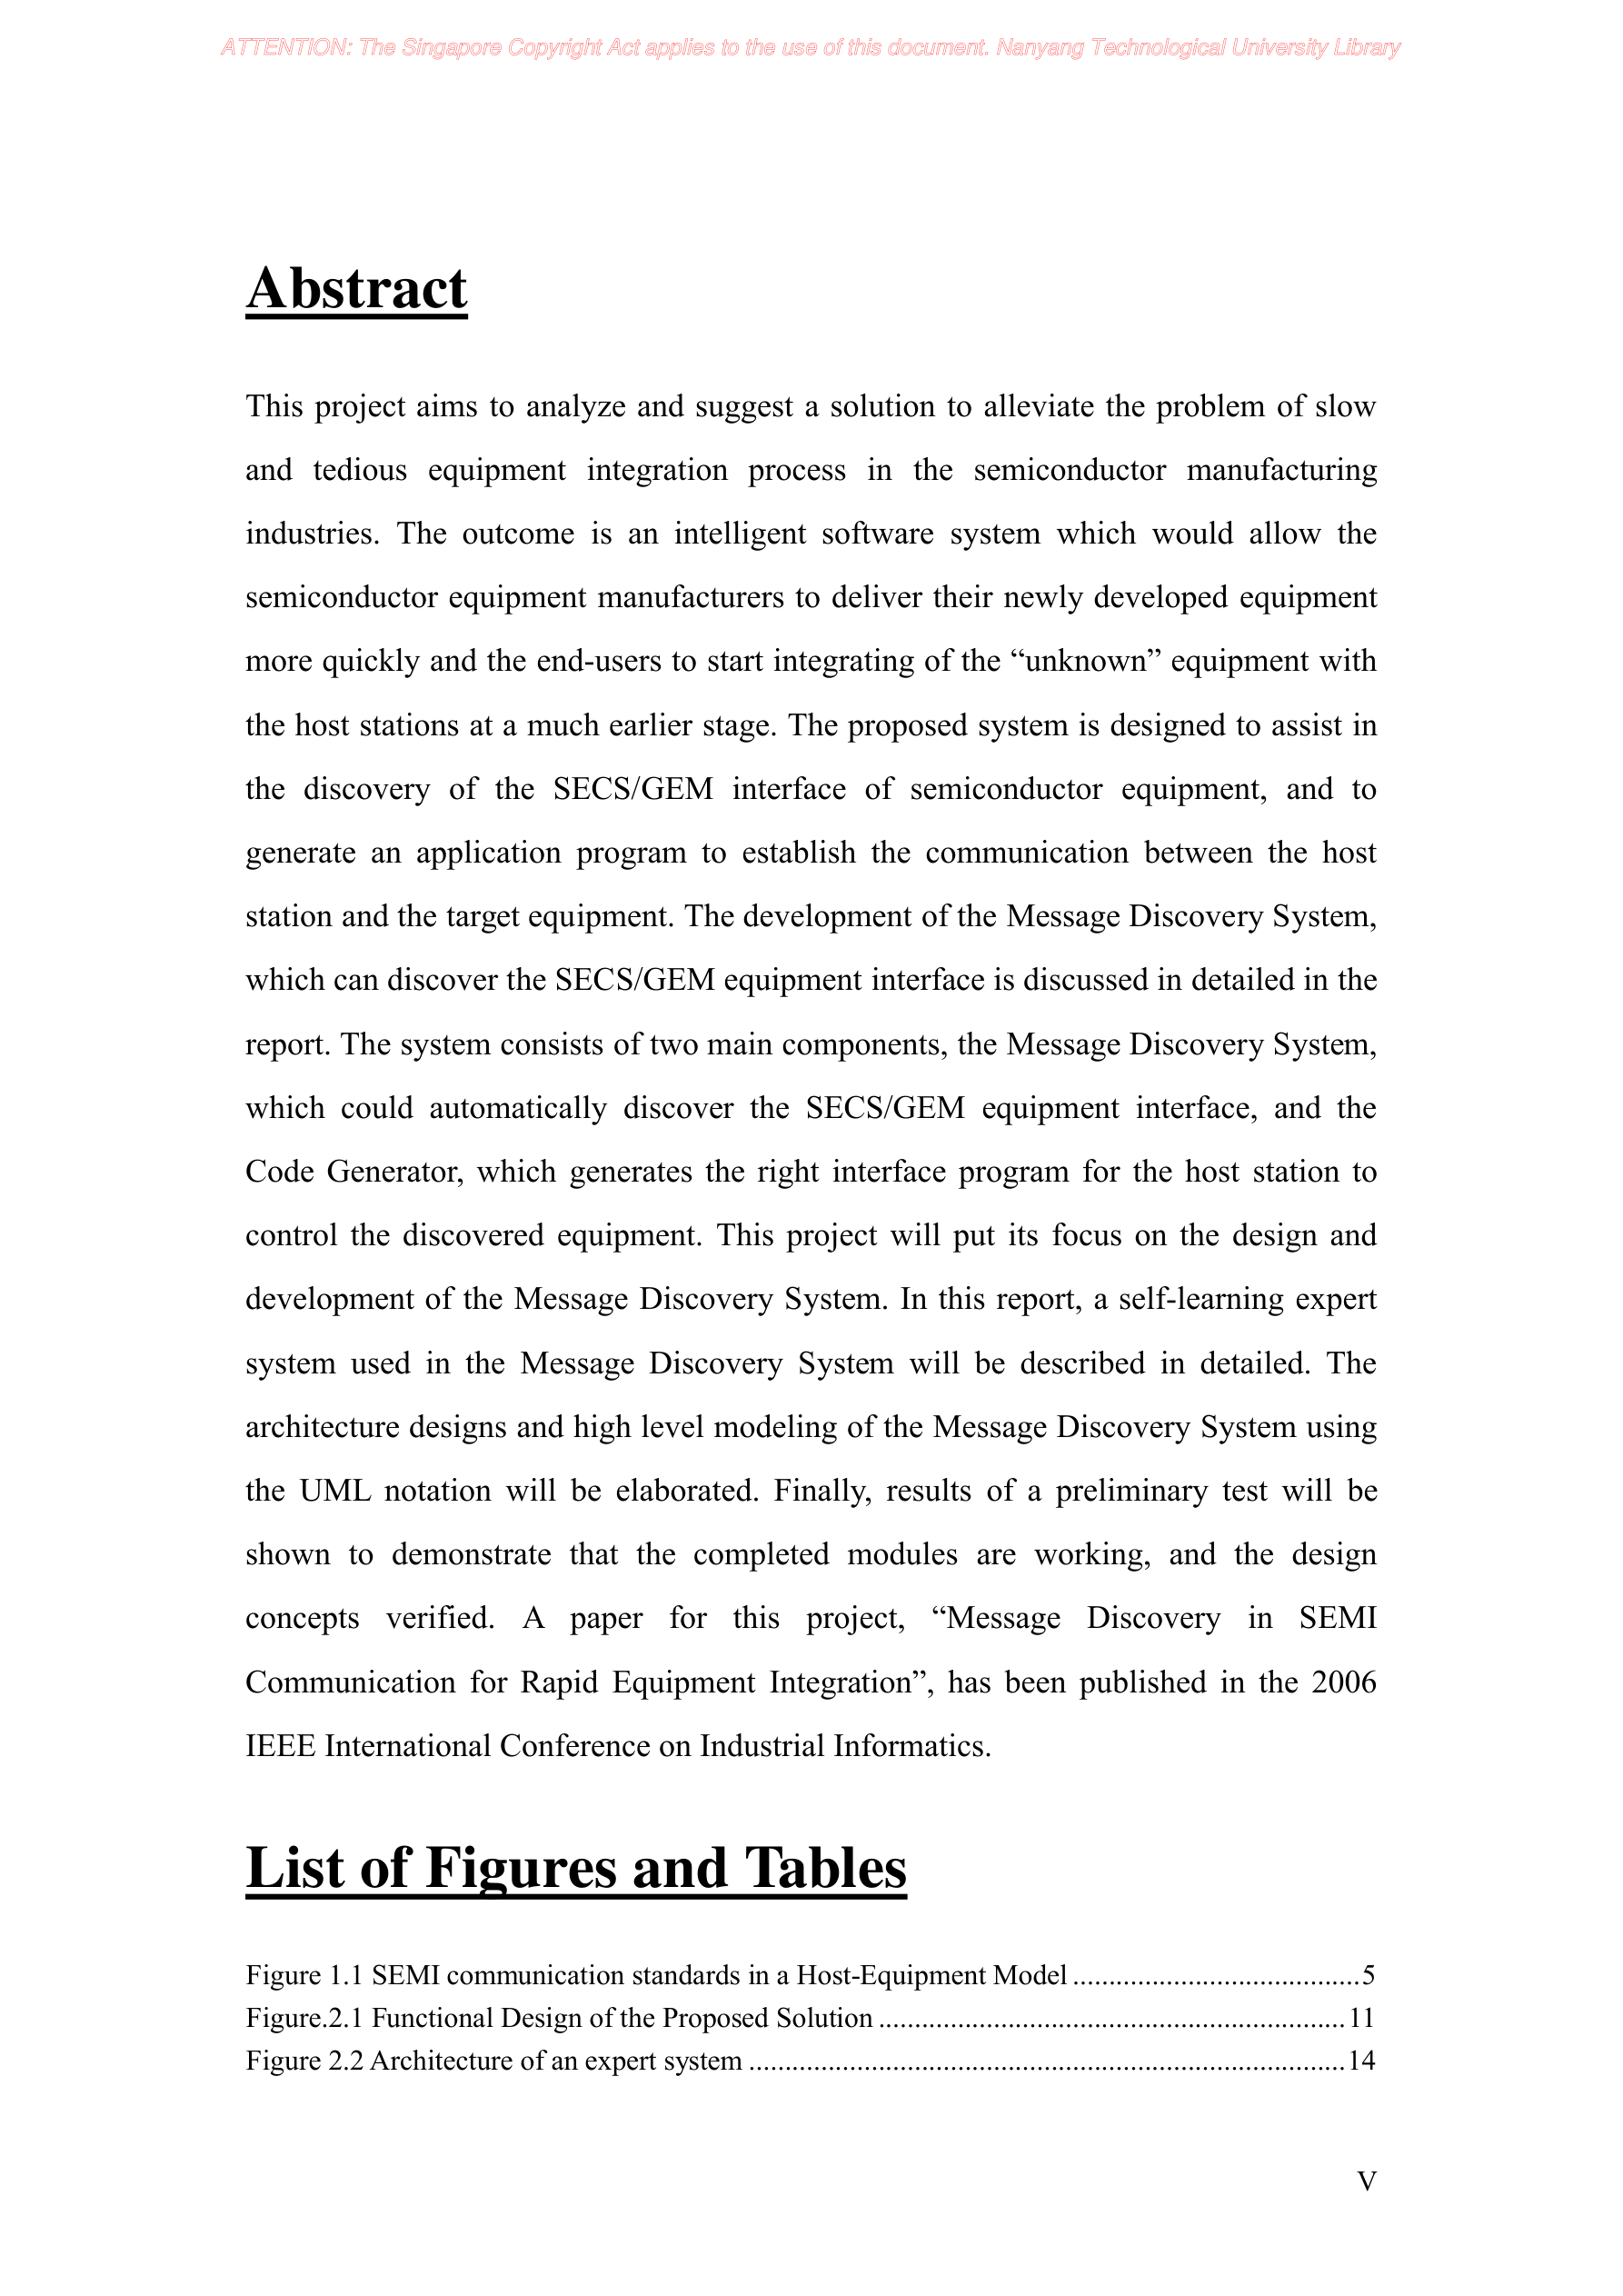 ATTENTION: The Singapore Copyright Act applies to the use of this document. Nanyang Technological University Library
Abstract
This project aims to analyze and suggest a solution to alleviate the problem of slow
and tedious equipment integration process in the semiconductor manufacturing
industries. The outcome is an intelligent software system which would allow the
semiconductor equipment manufacturers to deliver their newly developed equipment
more quickly and the end-users to start integrating of the “unknown” equipment with
the host stations at a much earlier stage. The proposed system is designed to assist in
the discovery of the SECS/GEM interface of semiconductor equipment, and to
generate an application program to establish the communication between the host
station and the target equipment. The development of the Message Discovery System,
which can discover the SECS/GEM equipment interface is discussed in detailed in the
report. The system consists of two main components, the Message Discovery System,
which could automatically discover the SECS/GEM equipment interface, and the
Code Generator, which generates the right interface program for the host station to
control the discovered equipment. This project will put its focus on the design and
development of the Message Discovery System. In this report, a self-learning expert
system used in the Message Discovery System will be described in detailed. The
architecture designs and high level modeling of the Message Discovery System using
the UML notation will be elaborated. Finally, results of a preliminary test will be
shown to demonstrate that the completed modules are working, and the design
concepts verified. A paper for this project, “Message Discovery in SEMI
Communication for Rapid Equipment Integration”, has been published in the 2006
IEEE International Conference on Industrial Informatics.
List of Figures and Tables
Figure 1.1 SEMI communication standards in a Host-Equipment Model ........................................5
Figure.2.1 Functional Design of the Proposed Solution .................................................................11
Figure 2.2 Architecture of an expert system ...................................................................................14
V